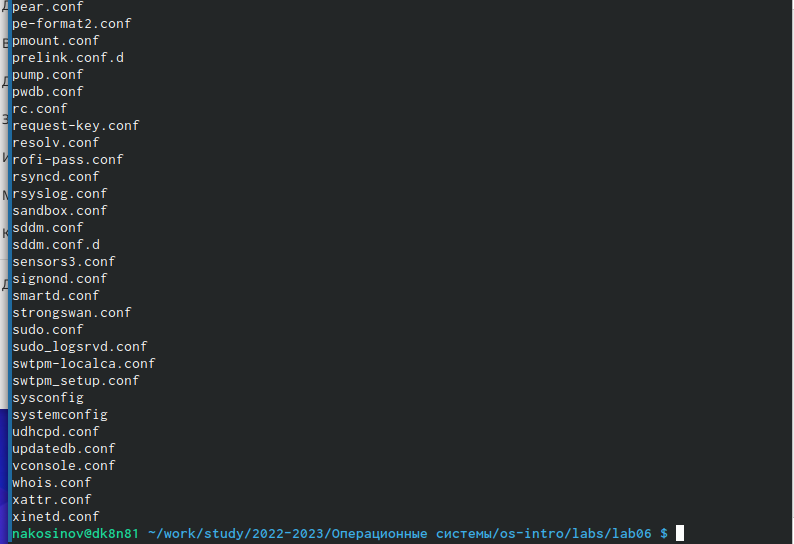 pear.conf
pe-format2.conf
pmount.conf
prelink.conf.d
pump.conf
pwdb.conf
rc.conf
request-key.conf
resolv.conf
rofi-pass.conf
rsyncd.conf
rsyslog.conf
sandbox.conf
sddm.conf
sddm.conf.d
sensors3.conf
signond.conf
smartd.conf
strongswan.conf
sudo.conf
sudo_logsrvd.conf
swtpm-localca.conf
swtpm_setup.conf
sysconfig
systemconfig
udhcpd.conf
updatedb.conf
vconsole.conf
whois.conf
xattr.conf
xinetd.conf
nakosinov@dk8n81 ~/work/study/2022-2023/Операционные системы/os-intro/labs/lab06 $